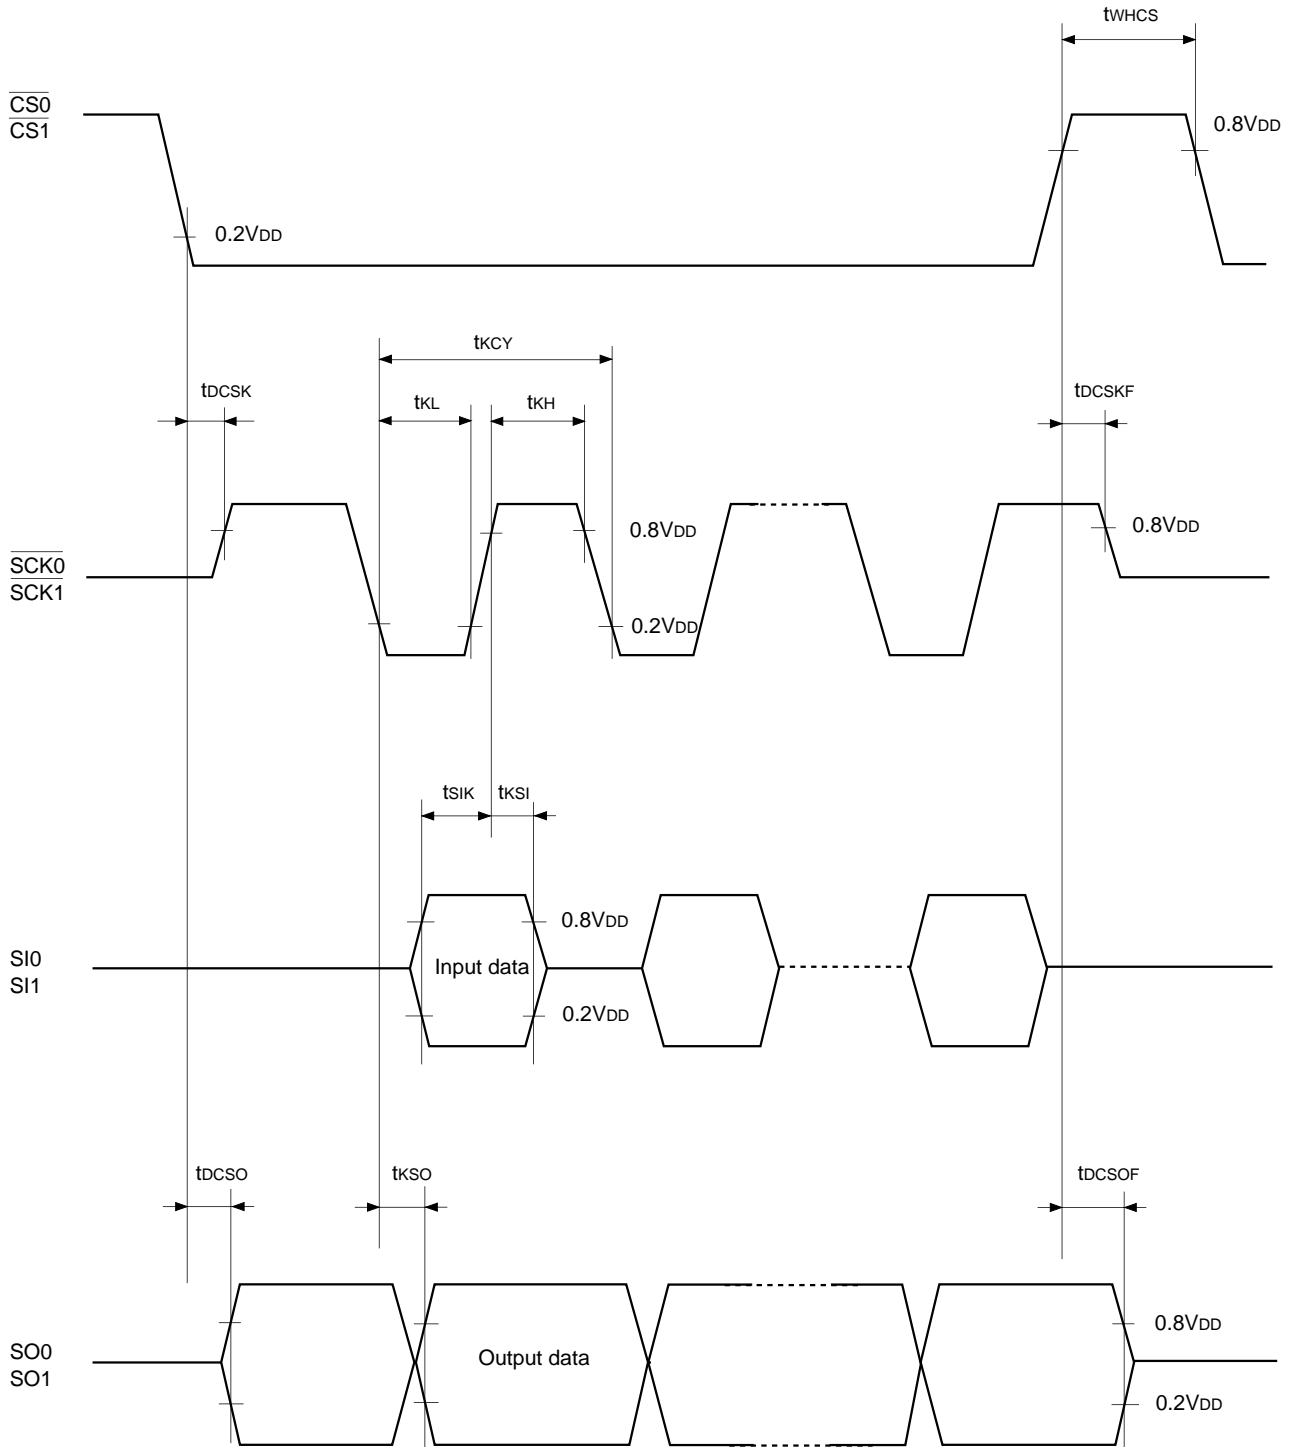 tWHCS
CS0
CS1
0.8VDD
0.2VDD
tKCY
tDCSK
tKL
tKH
tDCSKF
0.8VDD
0.8VDD
SCK0
SCK1
0.2VDD
tSIK
tKSI
0.8VDD
SI0
SI1
Input data
0.2VDD
tDCSO
tKSO
tDCSOF
0.8VDD
SO0
SO1
Output data
0.2VDD